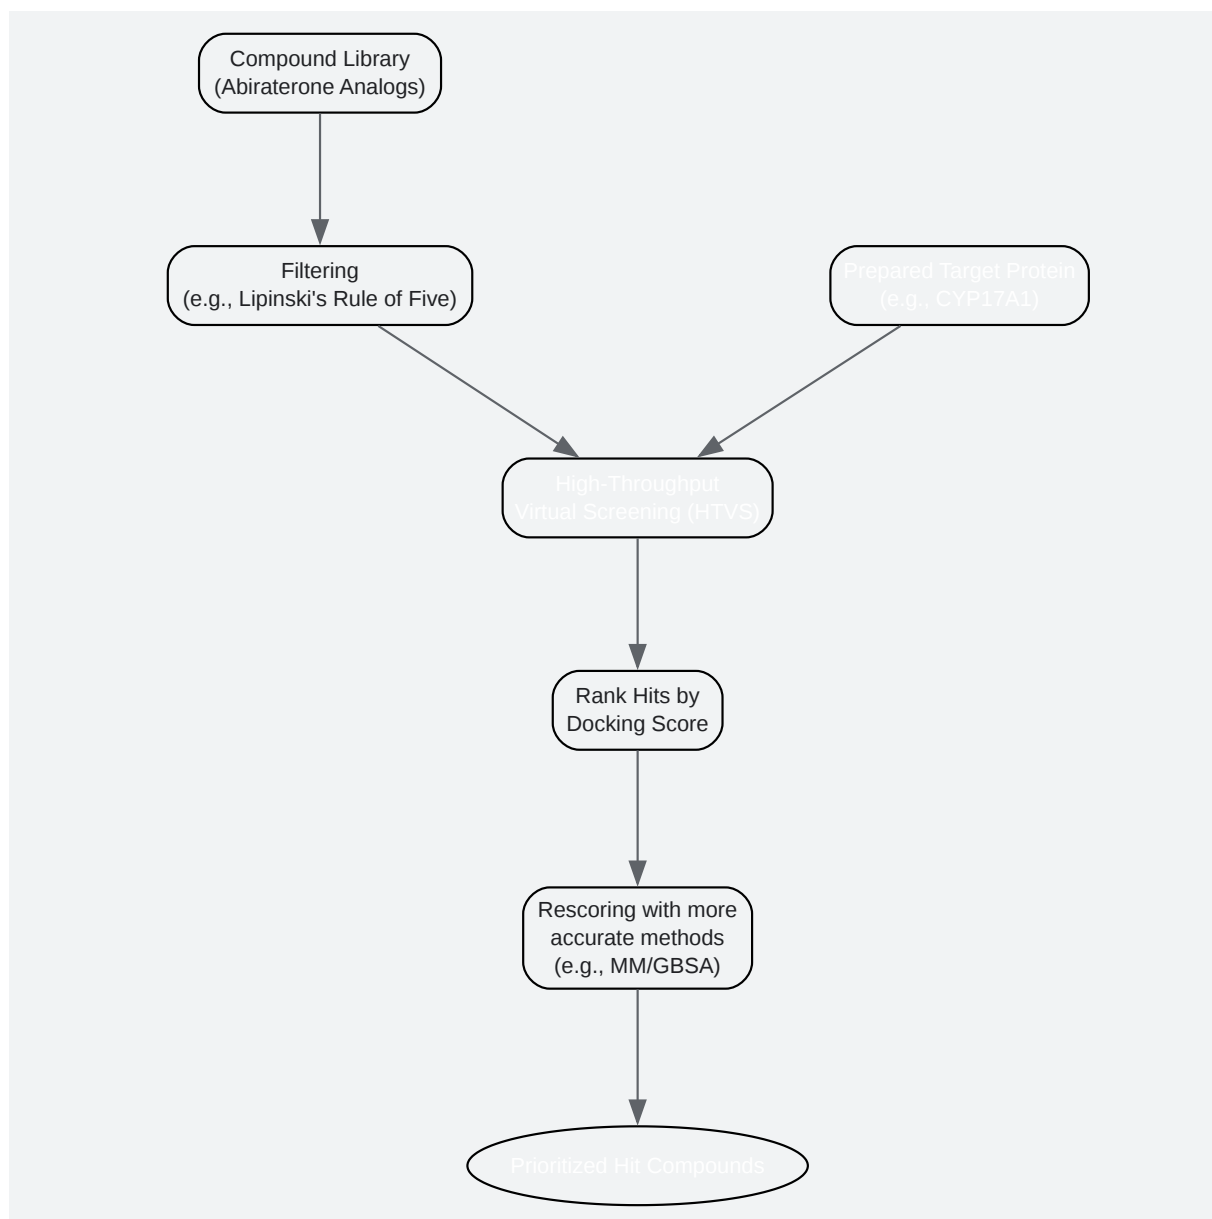 Compound Library
(Abiraterone Analogs)
Filtering
(e.g., Lipinski's Rule of Five)
Prepared Target Protein
(e.g., CYP17A1)
High-Throughput
Virtual Screening (HTVS)
Rank Hits by
Docking Score
Rescoring with more
accurate methods
(e.g., MM/GBSA)
Prioritized Hit Compounds